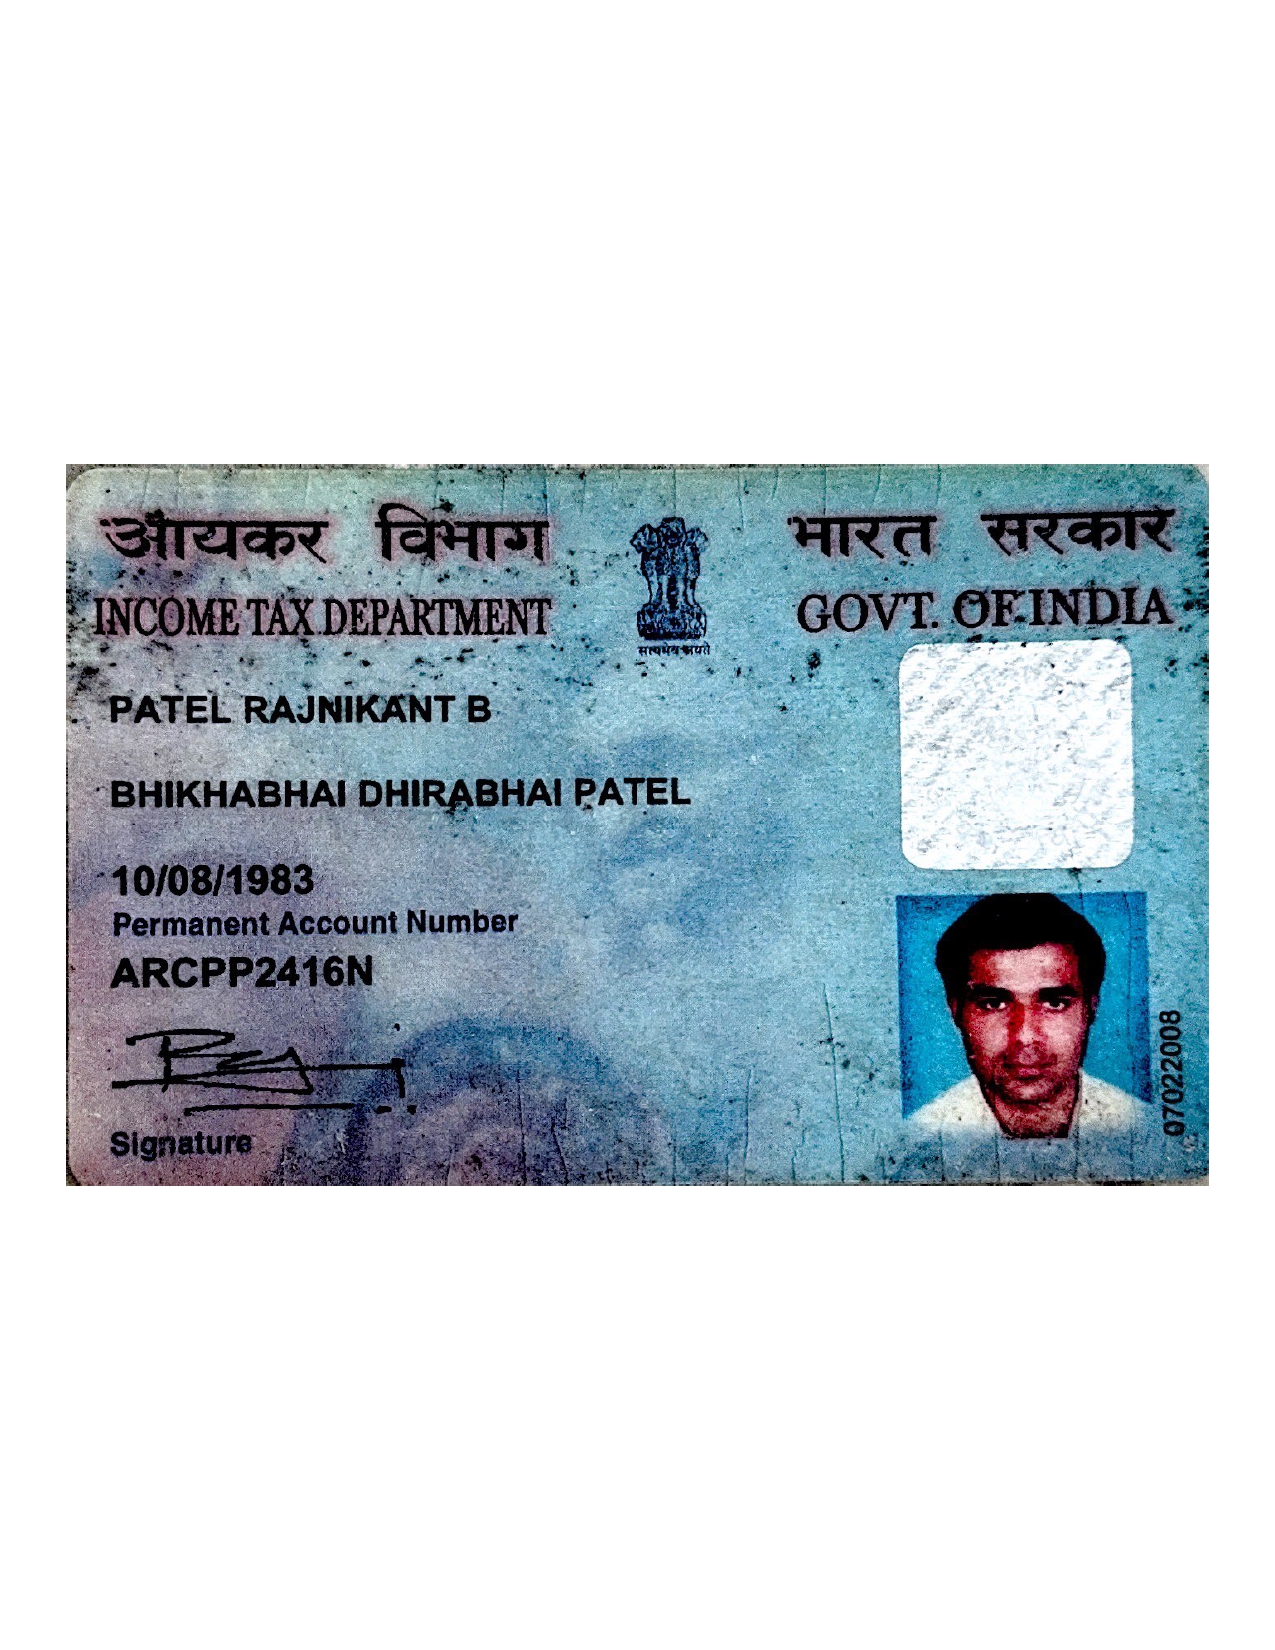 आयकर विभाग
INCOME TAX DEPARTMENT
सत्यमेव जयते
भारत सरकार
GOVT. OF INDIA
PATEL RAJNIKANT B
BHIKHABHAI DHIRABHAI PATEL
10/08/1983
Permanent Account Number
ARCPP2416N
Signature
07022008